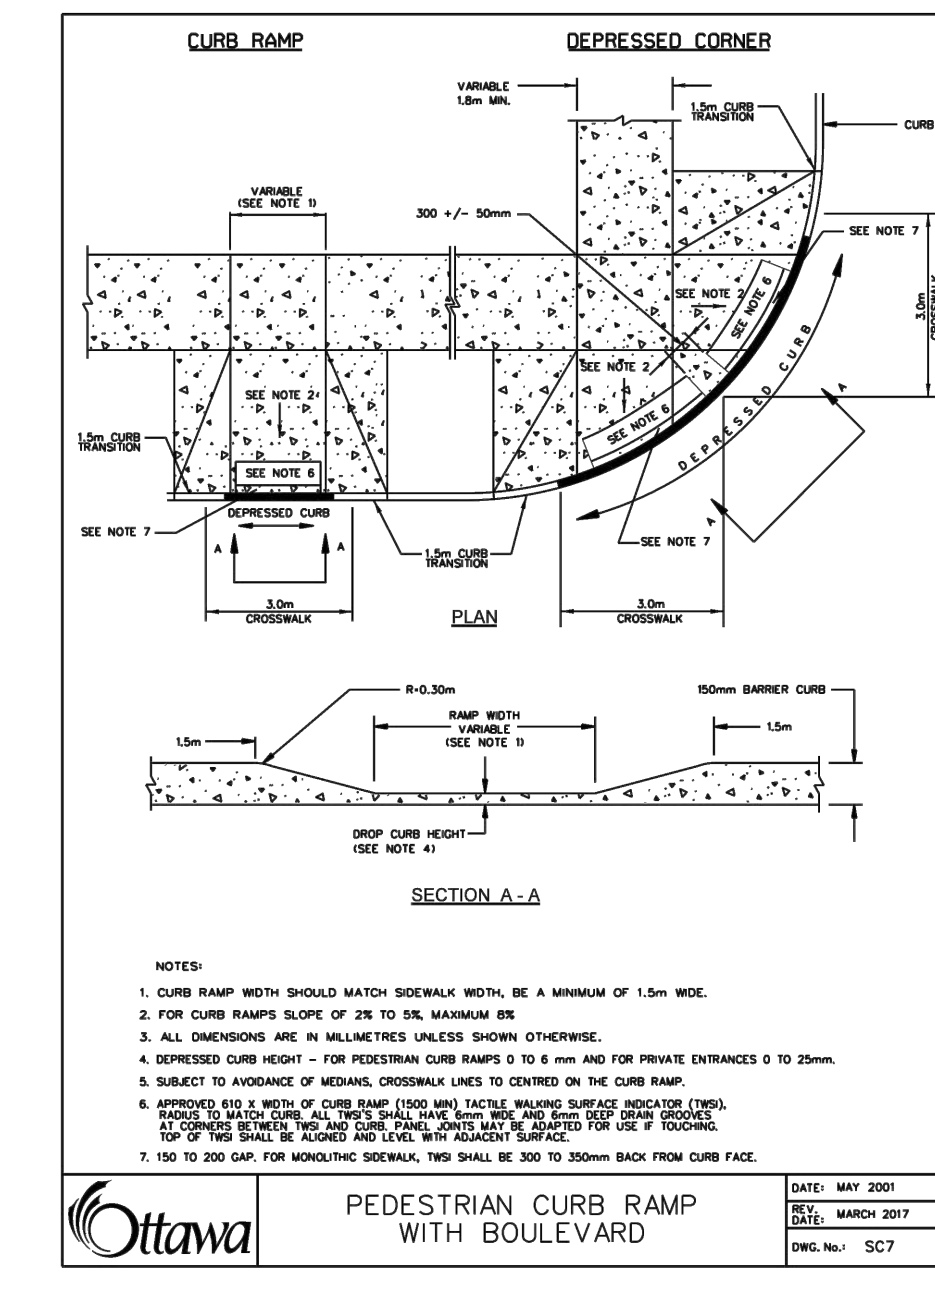 CURB RAMP
DEPRESSED CORNER
VARIABLE
1.8m MIN.
1.5m CURB
TRANSITION
CURB
VARIABLE
(SEE NOTE 1)
300 +/- 50mm
SEE NOTE 7
SEE NOTE 2
SEE NOTE 6
3.0m
CROSSWALK
SEE NOTE 2
SEE NOTE 2
SEE NOTE 6
DEPRESSED CURB
A
1.5m CURB
TRANSITION
SEE NOTE 6
DEPRESSED CURB
SEE NOTE 7
A
A
A
SEE NOTE 7
1.5m CURB
TRANSITION
3.0m
CROSSWALK
PLAN
3.0m
CROSSWALK
R=0.30m
150mm BARRIER CURB
RAMP WIDTH
VARIABLE
(SEE NOTE 1)
1.5m
1.5m
DROP CURB HEIGHT
(SEE NOTE 4)
SECTION A - A
NOTES:
1. CURB RAMP WIDTH SHOULD MATCH SIDEWALK WIDTH, BE A MINIMUM OF 1.5m WIDE.
2. FOR CURB RAMPS SLOPE OF 2% TO 5%, MAXIMUM 8%
3. ALL DIMENSIONS ARE IN MILLIMETRES UNLESS SHOWN OTHERWISE.
4. DEPRESSED CURB HEIGHT - FOR PEDESTRIAN CURB RAMPS 0 TO 6 mm AND FOR PRIVATE ENTRANCES 0 TO 25mm.
5. SUBJECT TO AVOIDANCE OF MEDIANS, CROSSWALK LINES TO CENTRED ON THE CURB RAMP.
6. APPROVED 610 X WIDTH OF CURB RAMP (1500 MIN) TACTILE WALKING SURFACE INDICATOR (TWSI),
RADIUS TO MATCH CURB. ALL TWSI'S SHALL HAVE 6mm WIDE AND 6mm DEEP DRAIN GROOVES
AT CORNERS BETWEEN TWSI AND CURB. PANEL JOINTS MAY BE ADAPTED FOR USE IF TOUCHING.
TOP OF TWSI SHALL BE ALIGNED AND LEVEL WITH ADJACENT SURFACE.
7. 150 TO 200 GAP. FOR MONOLITHIC SIDEWALK, TWSI SHALL BE 300 TO 350mm BACK FROM CURB FACE.
Ottawa
PEDESTRIAN CURB RAMP
WITH BOULEVARD
DATE: MAY 2001
REV.
DATE: MARCH 2017
DWG. No.: SC7